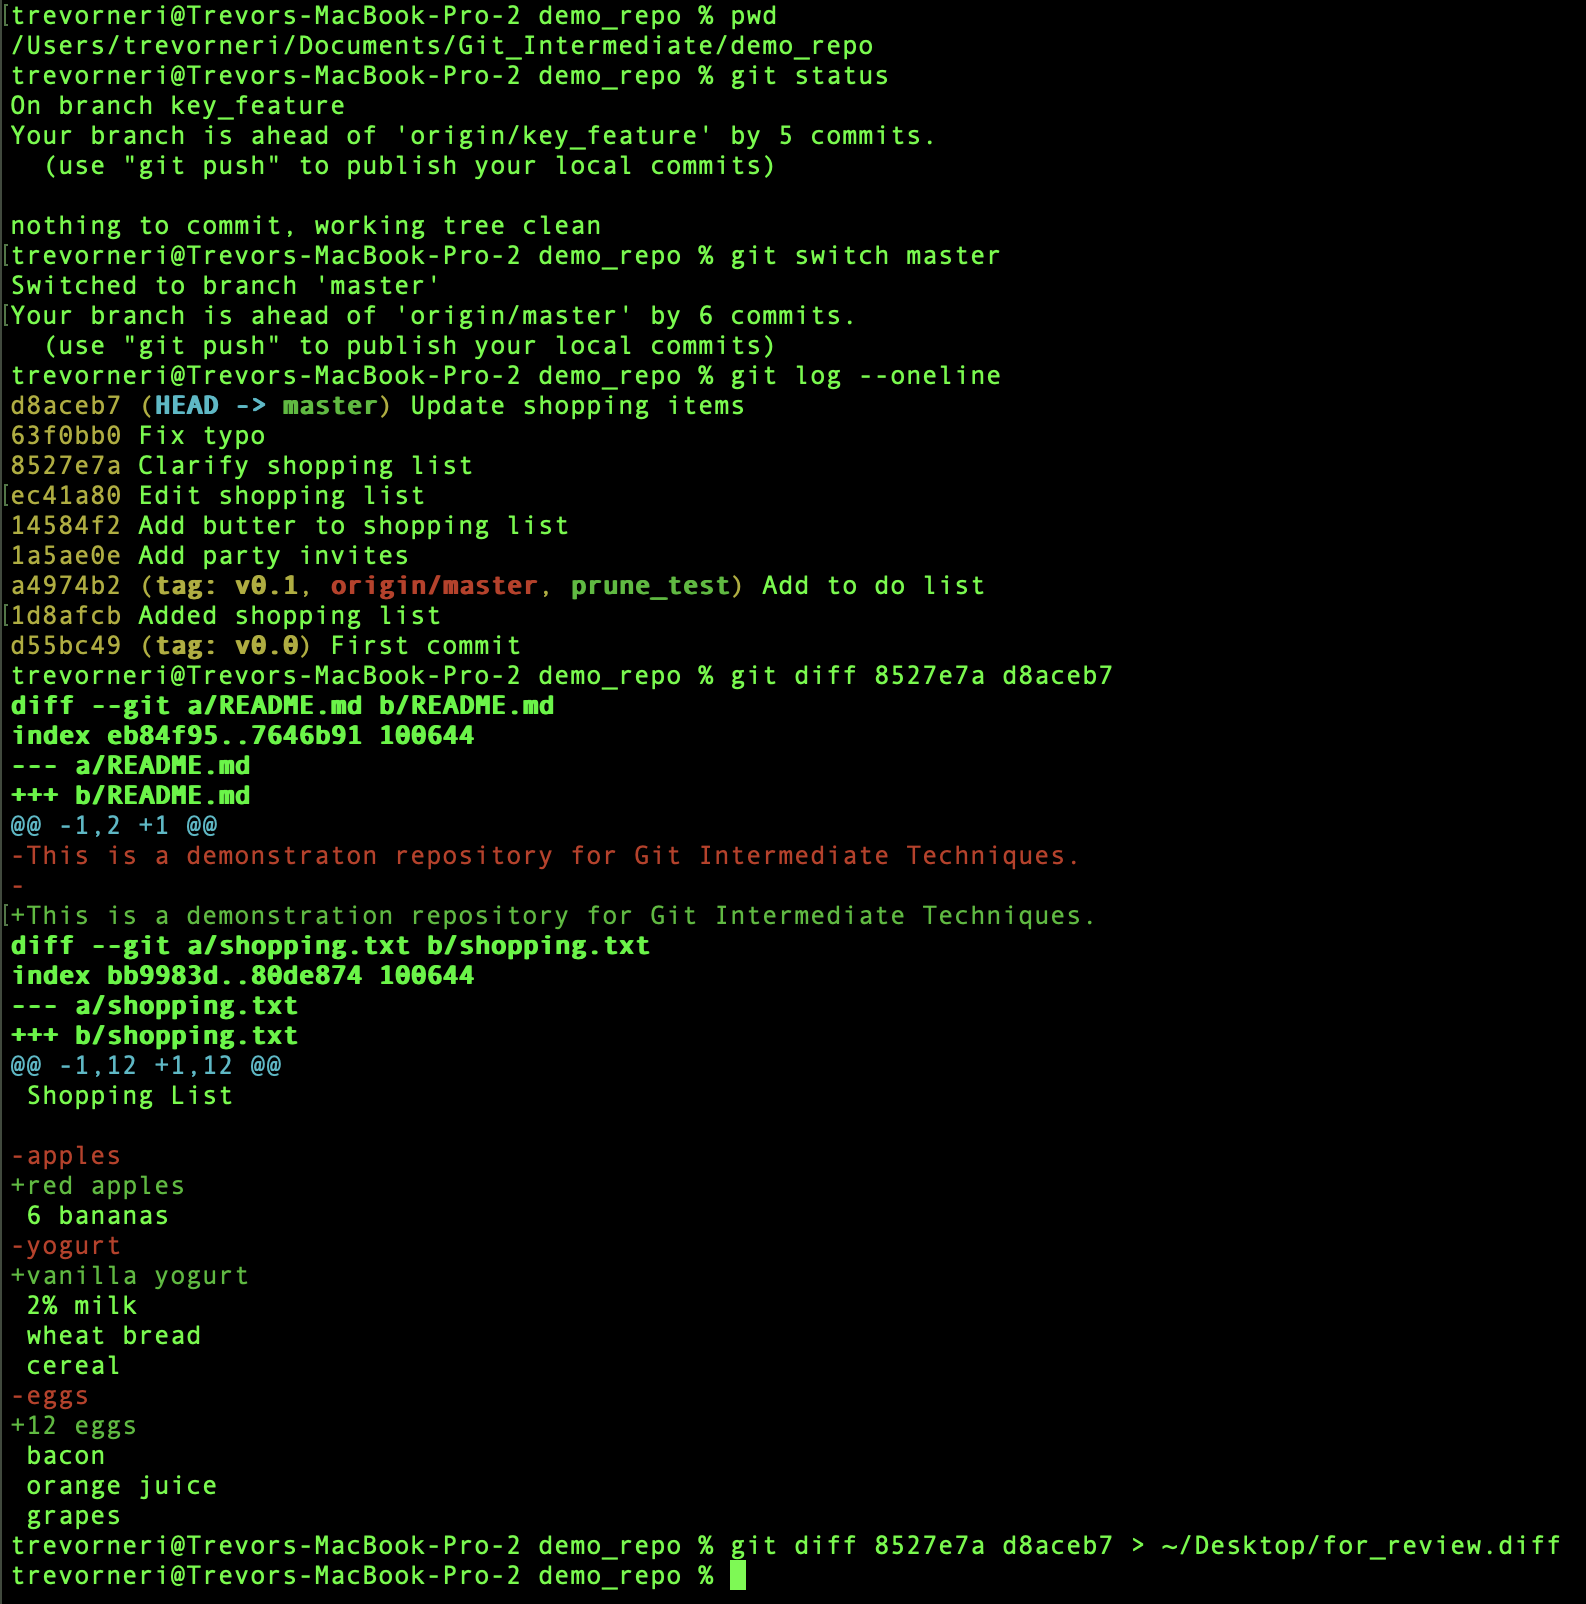 [trevorneri@Trevors-MacBook-Pro-2 demo_repo % pwd
/Users/trevorneri/Documents/Git_Intermediate/demo_repo
trevorneri@Trevors-MacBook-Pro-2 demo_repo % git status
On branch key_feature
Your branch is ahead of 'origin/key_feature' by 5 commits.
  (use "git push" to publish your local commits)

nothing to commit, working tree clean
[trevorneri@Trevors-MacBook-Pro-2 demo_repo % git switch master
Switched to branch 'master'
[Your branch is ahead of 'origin/master' by 6 commits.
  (use "git push" to publish your local commits)
trevorneri@Trevors-MacBook-Pro-2 demo_repo % git log --oneline
d8aceb7 (HEAD -> master) Update shopping items
63f0bb0 Fix typo
8527e7a Clarify shopping list
[ec41a80 Edit shopping list
14584f2 Add butter to shopping list
1a5ae0e Add party invites
a4974b2 (tag: v0.1, origin/master, prune_test) Add to do list
[1d8afcb Added shopping list
d55bc49 (tag: v0.0) First commit
trevorneri@Trevors-MacBook-Pro-2 demo_repo % git diff 8527e7a d8aceb7
diff --git a/README.md b/README.md
index eb84f95..7646b91 100644
--- a/README.md
+++ b/README.md
@@ -1,2 +1 @@
-This is a demonstraton repository for Git Intermediate Techniques.
-
[+This is a demonstration repository for Git Intermediate Techniques.
diff --git a/shopping.txt b/shopping.txt
index bb9983d..80de874 100644
--- a/shopping.txt
+++ b/shopping.txt
@@ -1,12 +1,12 @@
 Shopping List

-apples
+red apples
 6 bananas
-yogurt
+vanilla yogurt
 2% milk
 wheat bread
 cereal
-eggs
+12 eggs
 bacon
 orange juice
 grapes
trevorneri@Trevors-MacBook-Pro-2 demo_repo % git diff 8527e7a d8aceb7 > ~/Desktop/for_review.diff
trevorneri@Trevors-MacBook-Pro-2 demo_repo %